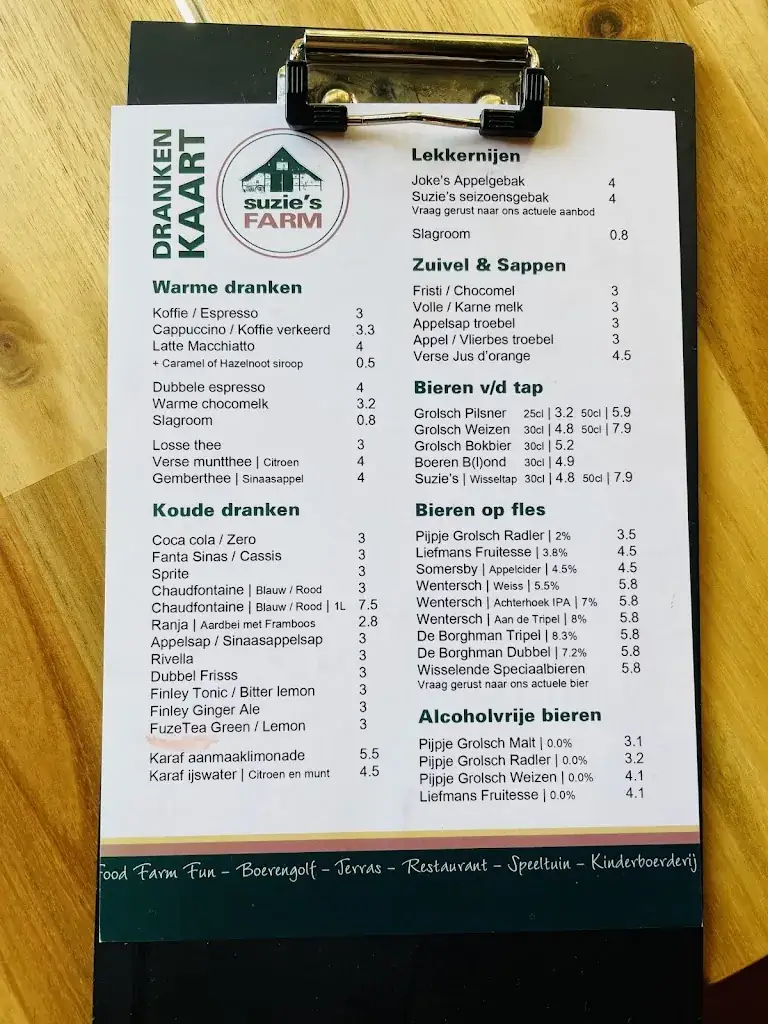 DRANKEN
KAART
suzie's
FARM
Warme dranken
Koffie / Espresso 3
Cappuccino / Koffie verkeerd 3.3
Latte Macchiato 4
+ Caramel of Hazelnoot siroop 0.5
Dubbele espresso 4
Warme chocomelk 3.2
Slagroom 0.8
Losse thee 3
Verse muntthee | Citroen 4
Gemberthee | Sinaasappel 4
Koude dranken
Coca cola / Zero 3
Fanta Sinas / Cassis 3
Sprite 3
Chaudfontaine | Blauw / Rood 3
Chaudfontaine | Blauw / Rood | 1L 7.5
Ranja | Aardbei met Framboos 2.8
Appelsap / Sinaasappelsap 3
Rivella 3
Dubbel Frisss 3
Finley Tonic / Bitter lemon 3
Finley Ginger Ale 3
FuzeTea Green / Lemon 3
Karaf aanmaaklimonade 5.5
Karaf ijswater | Citroen en munt 4.5
Lekkernijen
Joke's Appelgebak 4
Suzie's seizoensgebak 4
Vraag gerust naar ons actuele aanbod
Slagroom 0.8
Zuivel & Sappen
Fristi / Chocomel 3
Volle / Karne melk 3
Appelsap troebel 3
Appel / Vlierbes troebel 3
Verse Jus d'orange 4.5
Bieren v/d tap
Grolsch Pilsner 25cl | 3.2 50cl | 5.9
Grolsch Weizen 30cl | 4.8 50cl | 7.9
Grolsch Bokbier 30cl | 5.2
Boeren B(l)ond 30cl | 4.9
Suzie's | Wisseltap 30cl | 4.8 50cl | 7.9
Bieren op fles
Pijpje Grolsch Radler | 2% 3.5
Liefmans Fruitesse | 3.8% 4.5
Somersby | Appelcider | 4.5% 4.5
Wentersch | Weiss | 5.5% 5.8
Wentersch | Achterhoek IPA | 7% 5.8
Wentersch | Aan de Tripel | 8% 5.8
De Borghman Tripel | 8.3% 5.8
De Borghman Dubbel | 7.2% 5.8
Wisselende Speciaalbieren 5.8
Vraag gerust naar ons actuele bier
Alcoholvrije bieren
Pijpje Grolsch Malt | 0.0% 3.1
Pijpje Grolsch Radler | 0.0% 3.2
Pijpje Grolsch Weizen | 0.0% 4.1
Liefmans Fruitesse | 0.0% 4.1
Food Farm Fun – Boerengolf – Terras – Restaurant – Speeltuin – Kinderboerderij